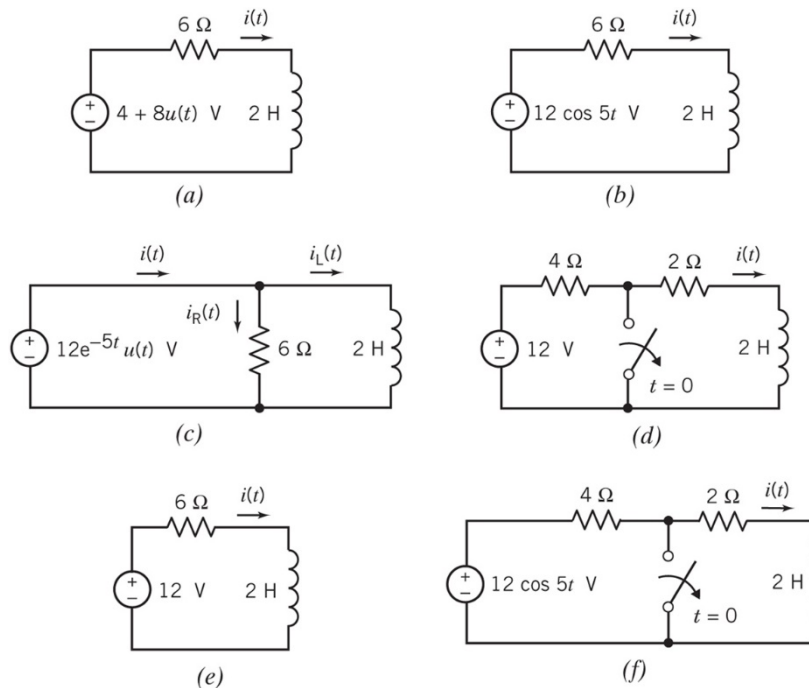 6 Ω i(t)
4 + 8u(t) V 2 H
(a)
6 Ω i(t)
12 cos 5t V 2 H
(b)
i(t) i_L(t)
i_R(t)
12e^{-5t} u(t) V 6 Ω 2 H
(c)
4 Ω 2 Ω i(t)
12 V 2 H
t = 0
(d)
6 Ω i(t)
12 V 2 H
(e)
4 Ω 2 Ω i(t)
12 cos 5t V 2 H
t = 0
(f)